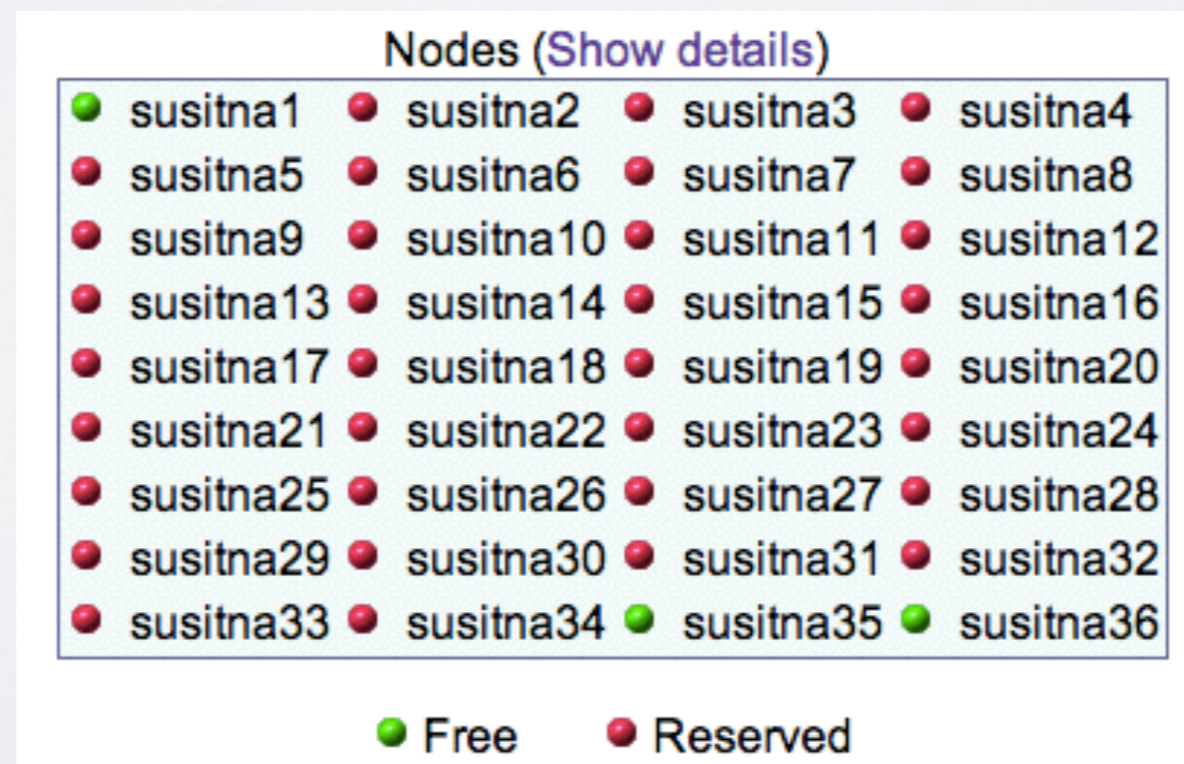 Nodes (Show details)
susitna1 susitna2 susitna3 susitna4
susitna5 susitna6 susitna7 susitna8
susitna9 susitna10 susitna11 susitna12
susitna13 susitna14 susitna15 susitna16
susitna17 susitna18 susitna19 susitna20
susitna21 susitna22 susitna23 susitna24
susitna25 susitna26 susitna27 susitna28
susitna29 susitna30 susitna31 susitna32
susitna33 susitna34 susitna35 susitna36
Free Reserved